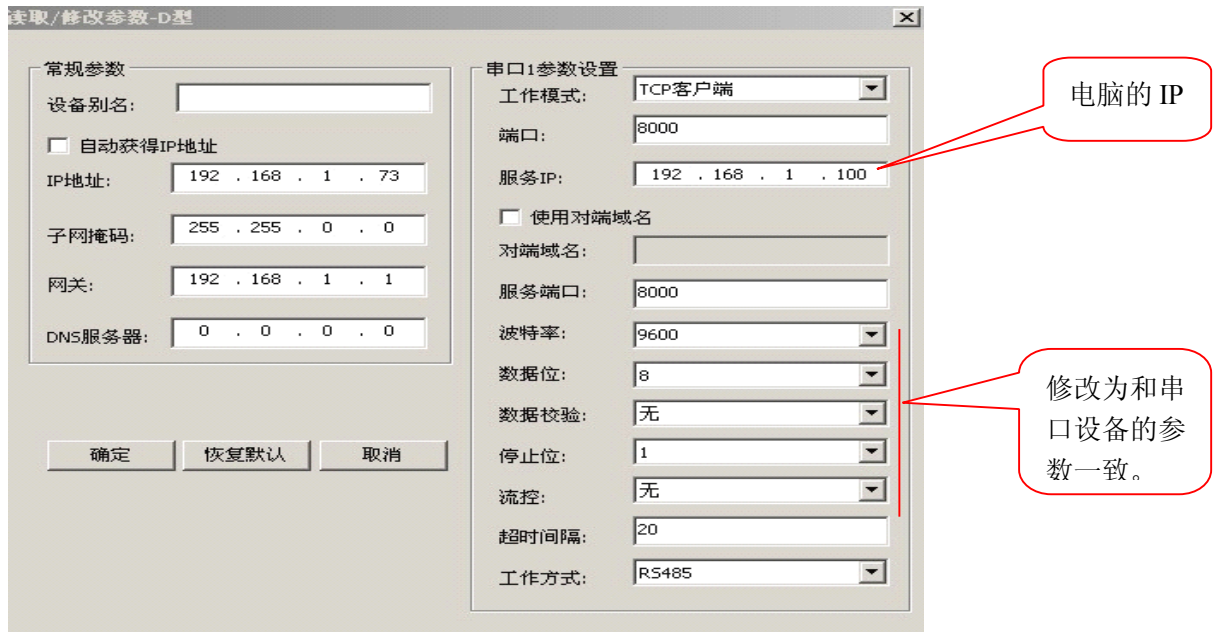 读取/修改参数-D型
常规参数
设备别名:
自动获得IP地址
IP地址: 192 . 168 . 1 . 73
子网掩码: 255 . 255 . 0 . 0
网关: 192 . 168 . 1 . 1
DNS服务器: 0 . 0 . 0 . 0
确定 恢复默认 取消
串口1参数设置
工作模式: TCP客户端
端口: 8000
服务IP: 192 . 168 . 1 . 100
使用对端域名
对端域名:
服务端口: 8000
波特率: 9600
数据位: 8
数据校验: 无
停止位: 1
流控: 无
超时间隔: 20
工作方式: RS485
电脑的 IP
修改为和串
口设备的参
数一致。